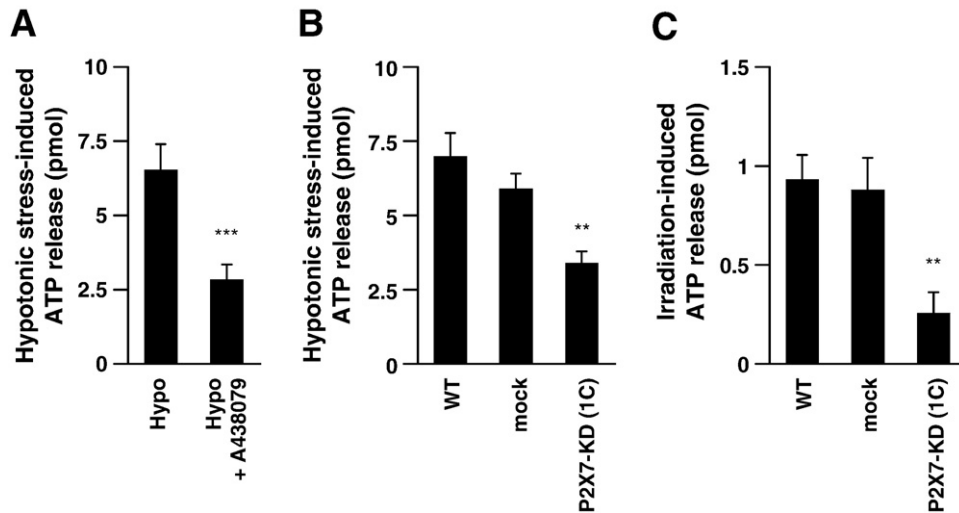 A
Hypotonic stress-induced
ATP release (pmol)
10
7.5
5
2.5
0
***
Hypo
Hypo
+ A438079
B
Hypotonic stress-induced
ATP release (pmol)
10
7.5
5
2.5
0
**
WT
mock
P2X7-KD (1C)
C
Irradiation-induced
ATP release (pmol)
1.5
1
0.5
0
**
WT
mock
P2X7-KD (1C)